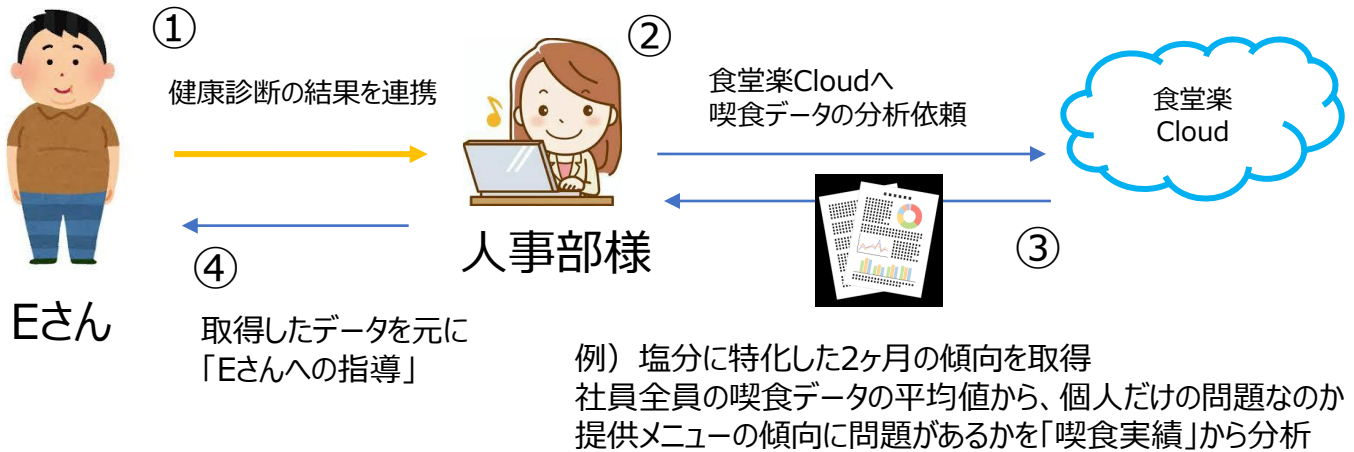 ①
健康診断の結果を連携
②
食堂楽Cloudへ
喫食データの分析依頼
食堂楽
Cloud
③
人事部様
④
Eさん
取得したデータを元に
「Eさんへの指導」
例）塩分に特化した2ヶ月の傾向を取得
社員全員の喫食データの平均値から、個人だけの問題なのか
提供メニューの傾向に問題があるかを「喫食実績」から分析